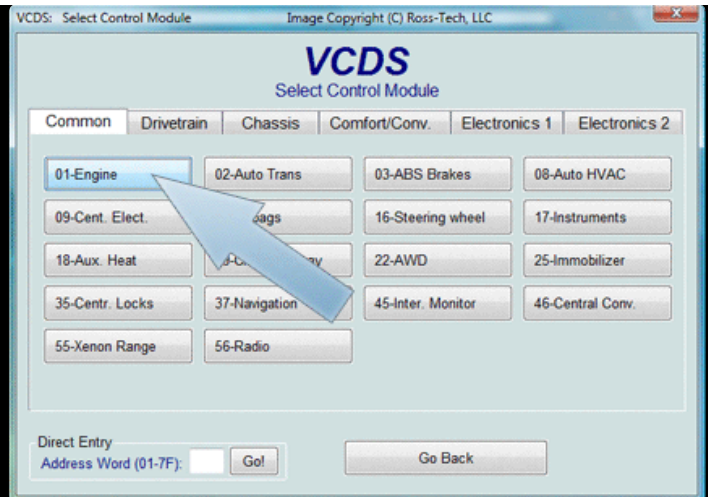 VCDS: Select Control Module Image Copyright (C) Ross-Tech, LLC
VCDS
Select Control Module
Common Drivetrain Chassis Comfort/Conv. Electronics 1 Electronics 2
01-Engine 02-Auto Trans 03-ABS Brakes 08-Auto HVAC
09-Cent. Elect. 16-Steering wheel 17-Instruments
18-Aux. Heat 22-AWD 25-Immobilizer
35-Centr. Locks 37-Navigation 45-Inter. Monitor 46-Central Conv.
55-Xenon Range 56-Radio
Direct Entry
Address Word (01-7F): Go! Go Back